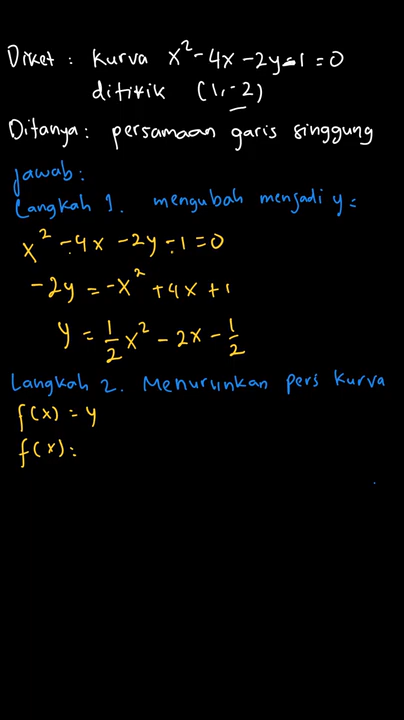 Diket : kurva x² - 4x - 2y - 1 = 0
dititik (1, -2)
Ditanya : persamaan garis singgung
Jawab :
Langkah 1. mengubah menjadi y =
x² - 4x - 2y - 1 = 0
-2y = -x² + 4x + 1
y = 1/2 x² - 2x - 1/2
Langkah 2. Menurunkan pers kurva
f(x) = y
f(x) :